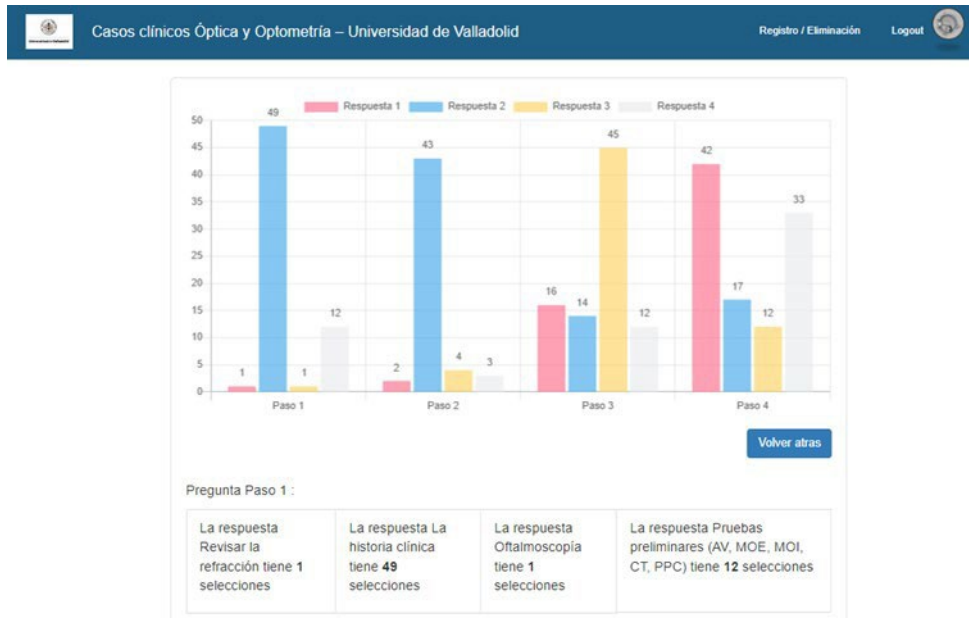 Casos clínicos Óptica y Optometría – Universidad de Valladolid
Registro / Eliminación
Logout
Respuesta 1
Respuesta 2
Respuesta 3
Respuesta 4
50
45
40
35
30
25
20
15
10
5
0
1
49
1
12
2
43
4
3
16
14
45
12
42
17
12
33
Paso 1
Paso 2
Paso 3
Paso 4
Volver atras
Pregunta Paso 1 :
La respuesta
Revisar la
refracción tiene 1
selecciones
La respuesta La
historia clínica
tiene 49
selecciones
La respuesta
Oftalmoscopía
tiene 1
selecciones
La respuesta Pruebas
preliminares (AV, MOE, MOI,
CT, PPC) tiene 12 selecciones